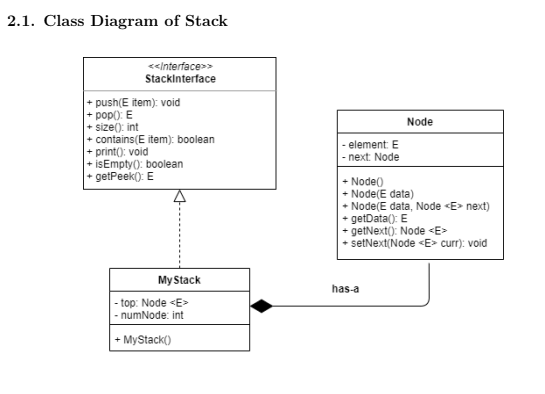 2.1. Class Diagram of Stack
<<Interface>>
StackInterface
+ push(E item): void
+ pop(): E
+ size(): int
+ contains(E item): boolean
+ print(): void
+ isEmpty(): boolean
+ getPeek(): E
Node
- element: E
- next: Node
+ Node()
+ Node(E data)
+ Node(E data, Node <E> next)
+ getData(): E
+ getNext(): Node <E>
+ setNext(Node <E> curr): void
MyStack
- top: Node <E>
- numNode: int
+ MyStack()
has-a